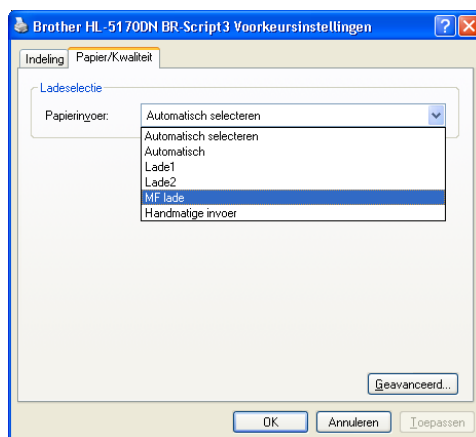 Brother HL-5170DN BR-Script3 Voorkeursinstellingen
Indeling Papier/Kwaliteit
Ladeselectie
Papierinvoer: Automatisch selecteren
Automatisch selecteren
Automatisch
Lade1
Lade2
MF lade
Handmatige invoer
Geavanceerd...
OK Annuleren Toepassen